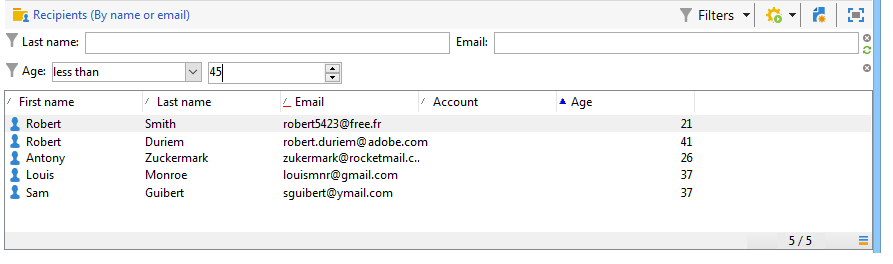 Recipients (By name or email) Filters
Last name: Email:
Age: less than 45
First name Last name Email Account Age
Robert Smith robert5423@free.fr 21
Robert Duriem robert.duriem@adobe.com 41
Antony Zuckermark zukermark@rocketmail.c.. 26
Louis Monroe louismnr@gmail.com 37
Sam Guibert sguibert@ymail.com 37
5 / 5